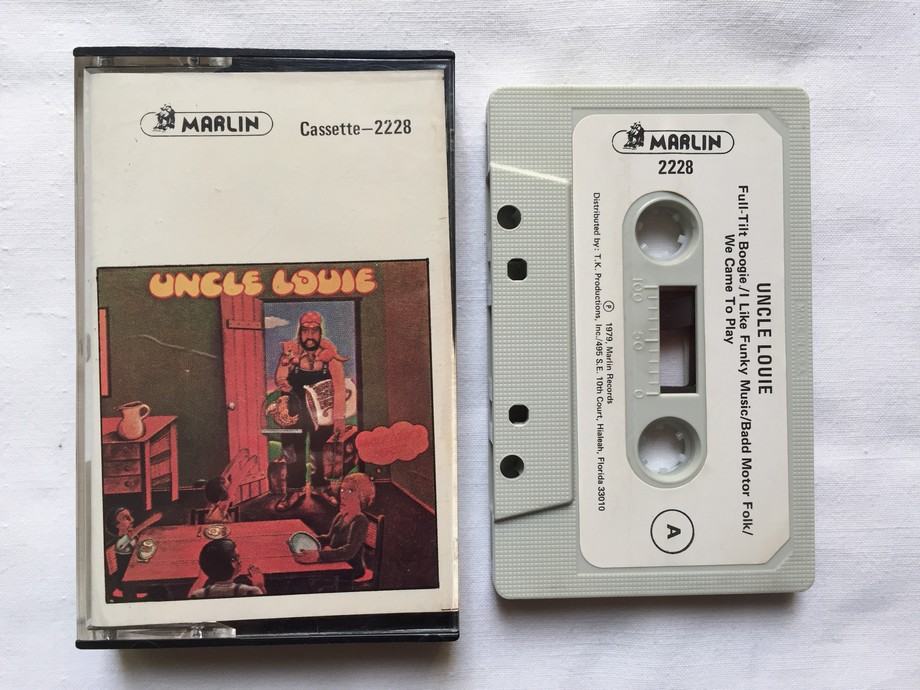 MARLIN
Cassette-2228
UNCLE LOUIE
MARLIN
2228
UNCLE LOUIE
Full-Tilt Boogie/I Like Funky Music/Badd Motor Folk/
We Came To Play
100 50 0
℗ 1979, Marlin Records
Distributed by: T.K. Productions, Inc./495 S.E. 10th Court, Hialeah, Florida 33010
A